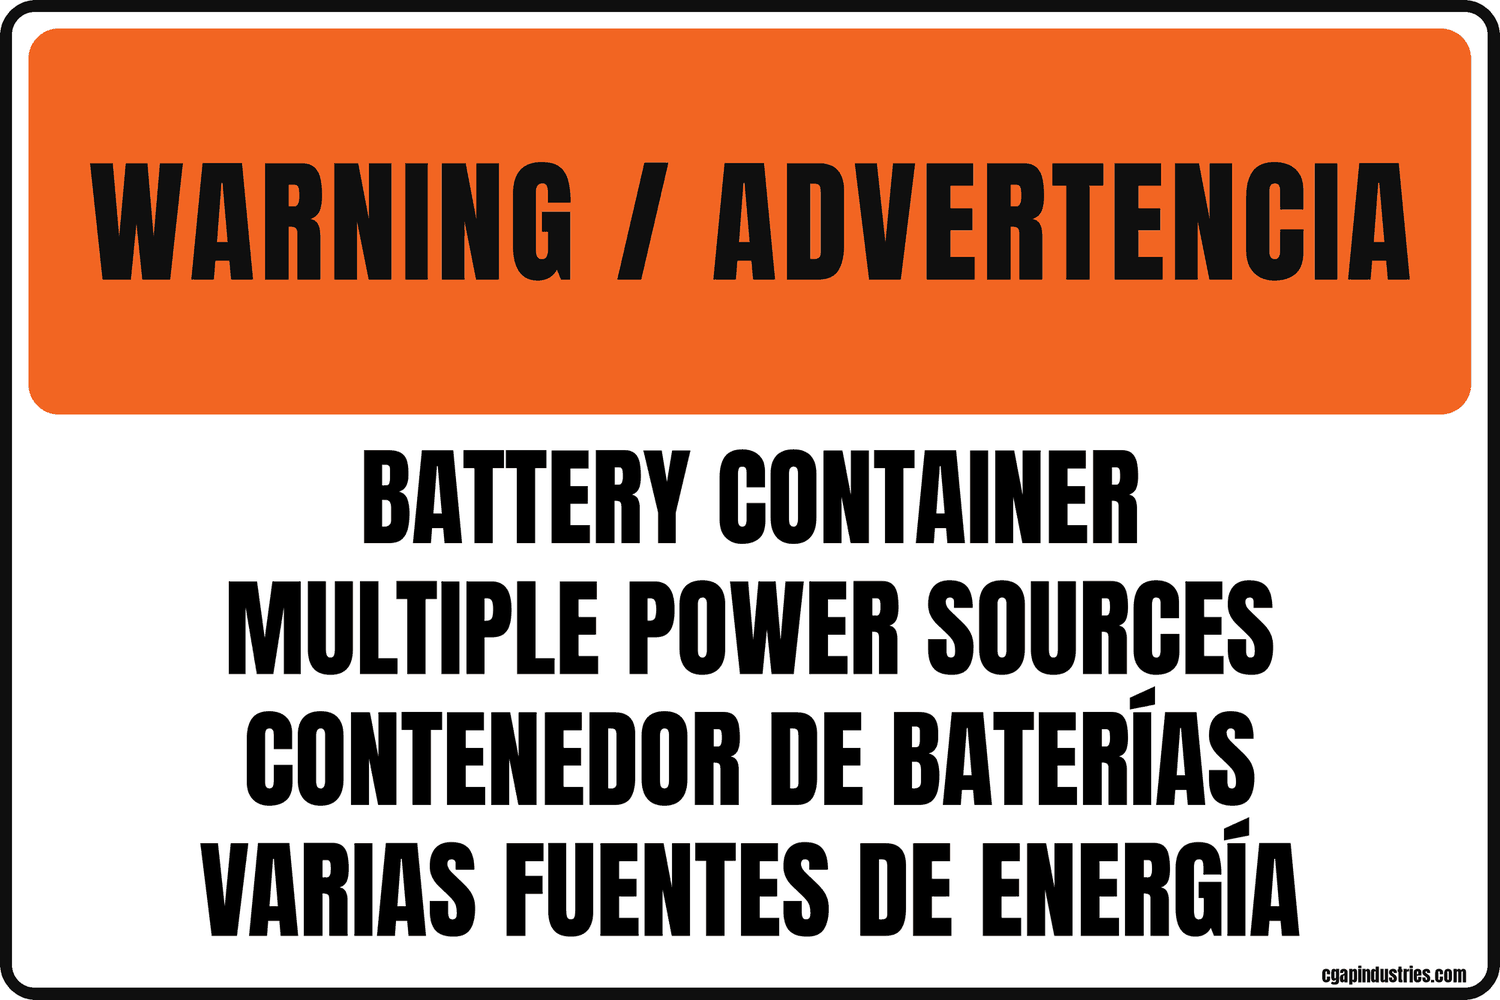 WARNING / ADVERTENCIA
BATTERY CONTAINER
MULTIPLE POWER SOURCES
CONTENEDOR DE BATERÍAS
VARIAS FUENTES DE ENERGÍA
cgapindustries.com